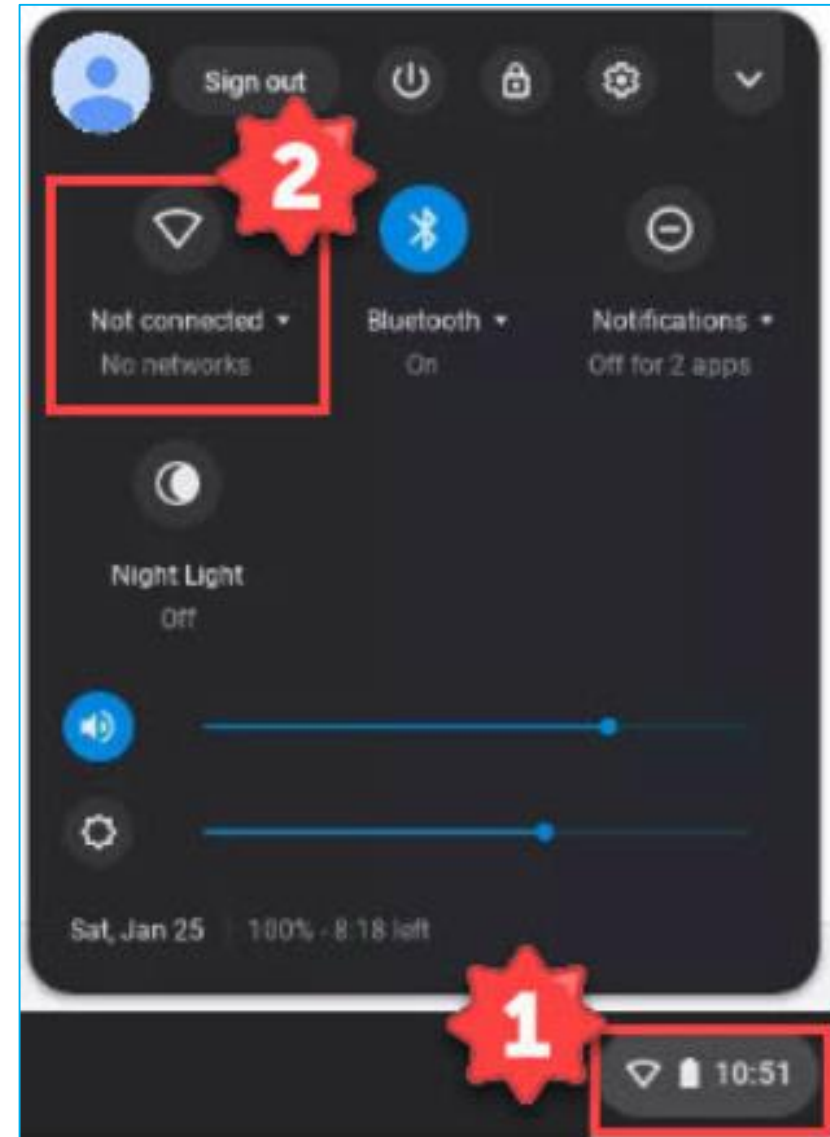 Sign out
2
Not connected
Bluetooth
Notifications
No networks
On
Off for 2 apps
Night Light
Off
Sat, Jan 25 | 100% - 8:18 left
1
10:51